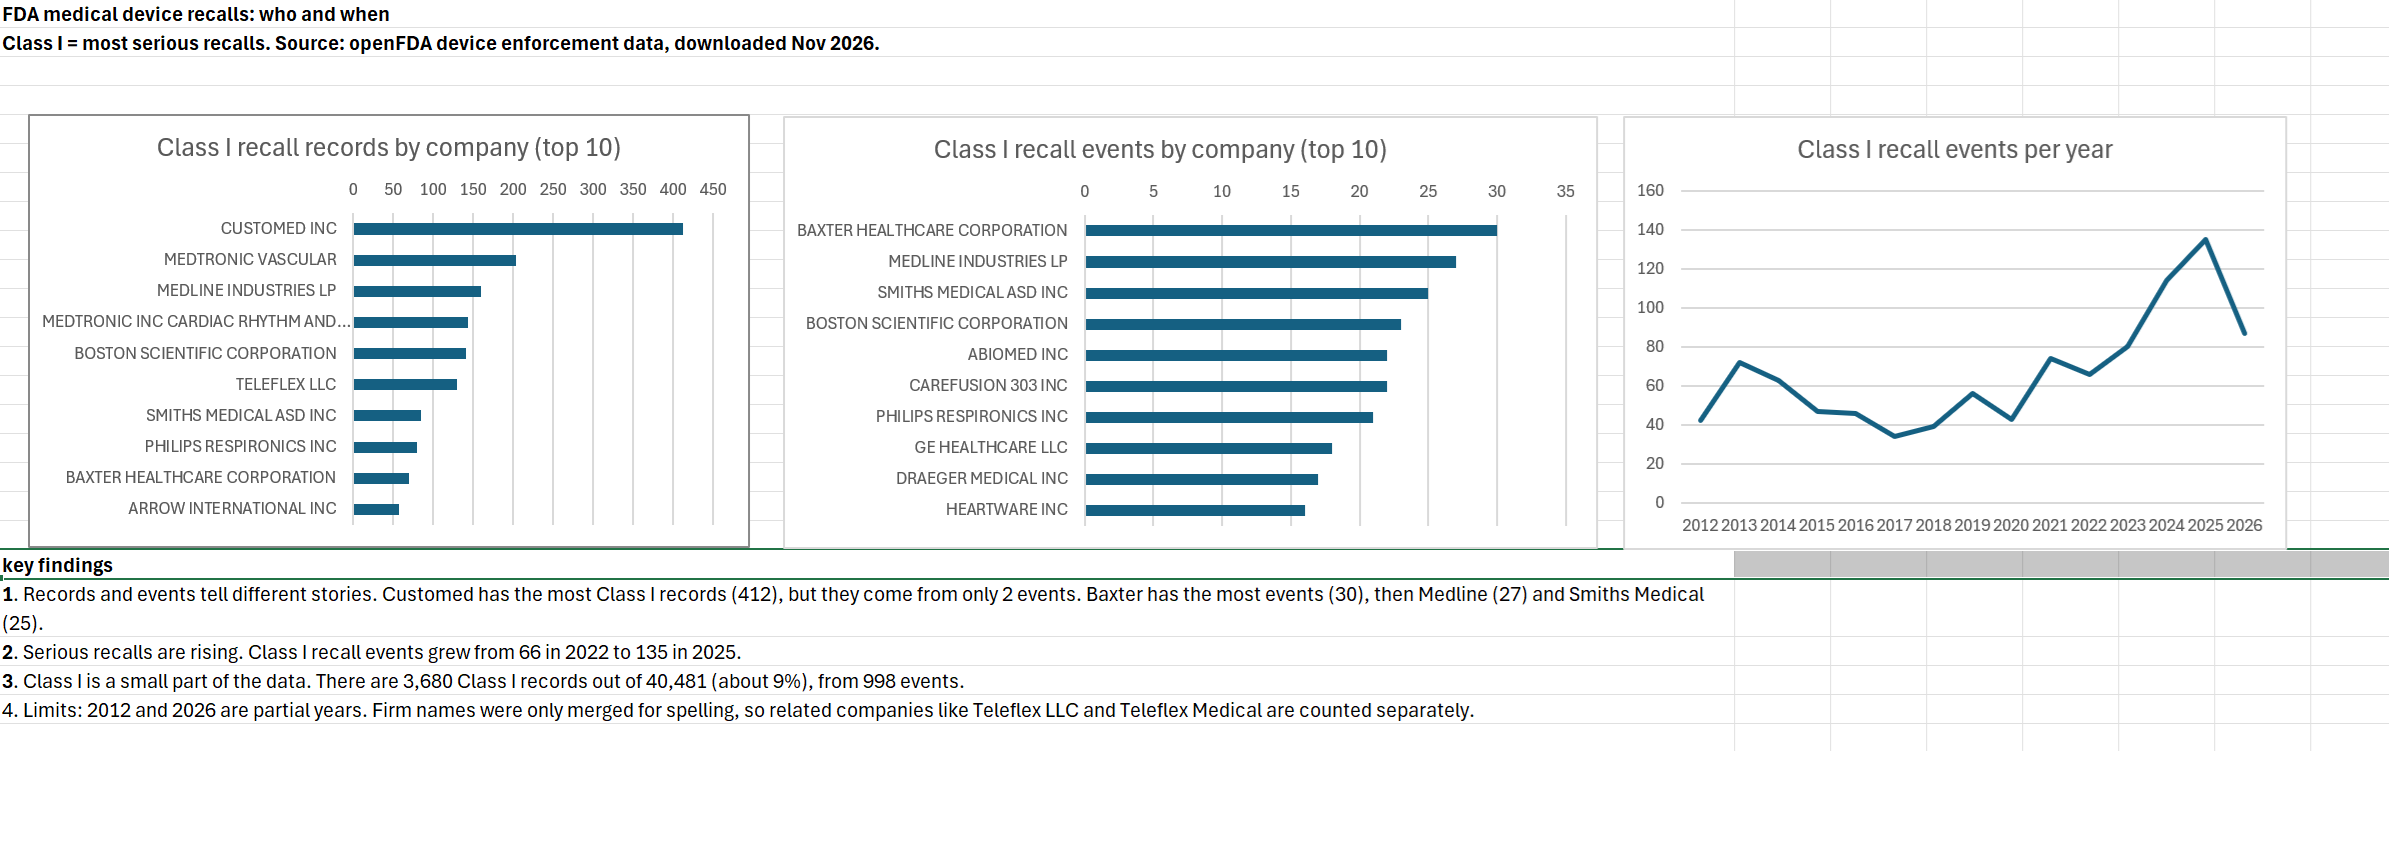 FDA medical device recalls: who and when
Class I = most serious recalls. Source: openFDA device enforcement data, downloaded Nov 2026.
Class I recall records by company (top 10)
0 50 100 150 200 250 300 350 400 450
CUSTOMED INC
MEDTRONIC VASCULAR
MEDLINE INDUSTRIES LP
MEDTRONIC INC CARDIAC RHYTHM AND...
BOSTON SCIENTIFIC CORPORATION
TELEFLEX LLC
SMITHS MEDICAL ASD INC
PHILIPS RESPIRONICS INC
BAXTER HEALTHCARE CORPORATION
ARROW INTERNATIONAL INC
Class I recall events by company (top 10)
0 5 10 15 20 25 30 35
BAXTER HEALTHCARE CORPORATION
MEDLINE INDUSTRIES LP
SMITHS MEDICAL ASD INC
BOSTON SCIENTIFIC CORPORATION
ABIOMED INC
CAREFUSION 303 INC
PHILIPS RESPIRONICS INC
GE HEALTHCARE LLC
DRAEGER MEDICAL INC
HEARTWARE INC
Class I recall events per year
160
140
120
100
80
60
40
20
0
2012 2013 2014 2015 2016 2017 2018 2019 2020 2021 2022 2023 2024 2025 2026
key findings
1. Records and events tell different stories. Customed has the most Class I records (412), but they come from only 2 events. Baxter has the most events (30), then Medline (27) and Smiths Medical
(25).
2. Serious recalls are rising. Class I recall events grew from 66 in 2022 to 135 in 2025.
3. Class I is a small part of the data. There are 3,680 Class I records out of 40,481 (about 9%), from 998 events.
4. Limits: 2012 and 2026 are partial years. Firm names were only merged for spelling, so related companies like Teleflex LLC and Teleflex Medical are counted separately.